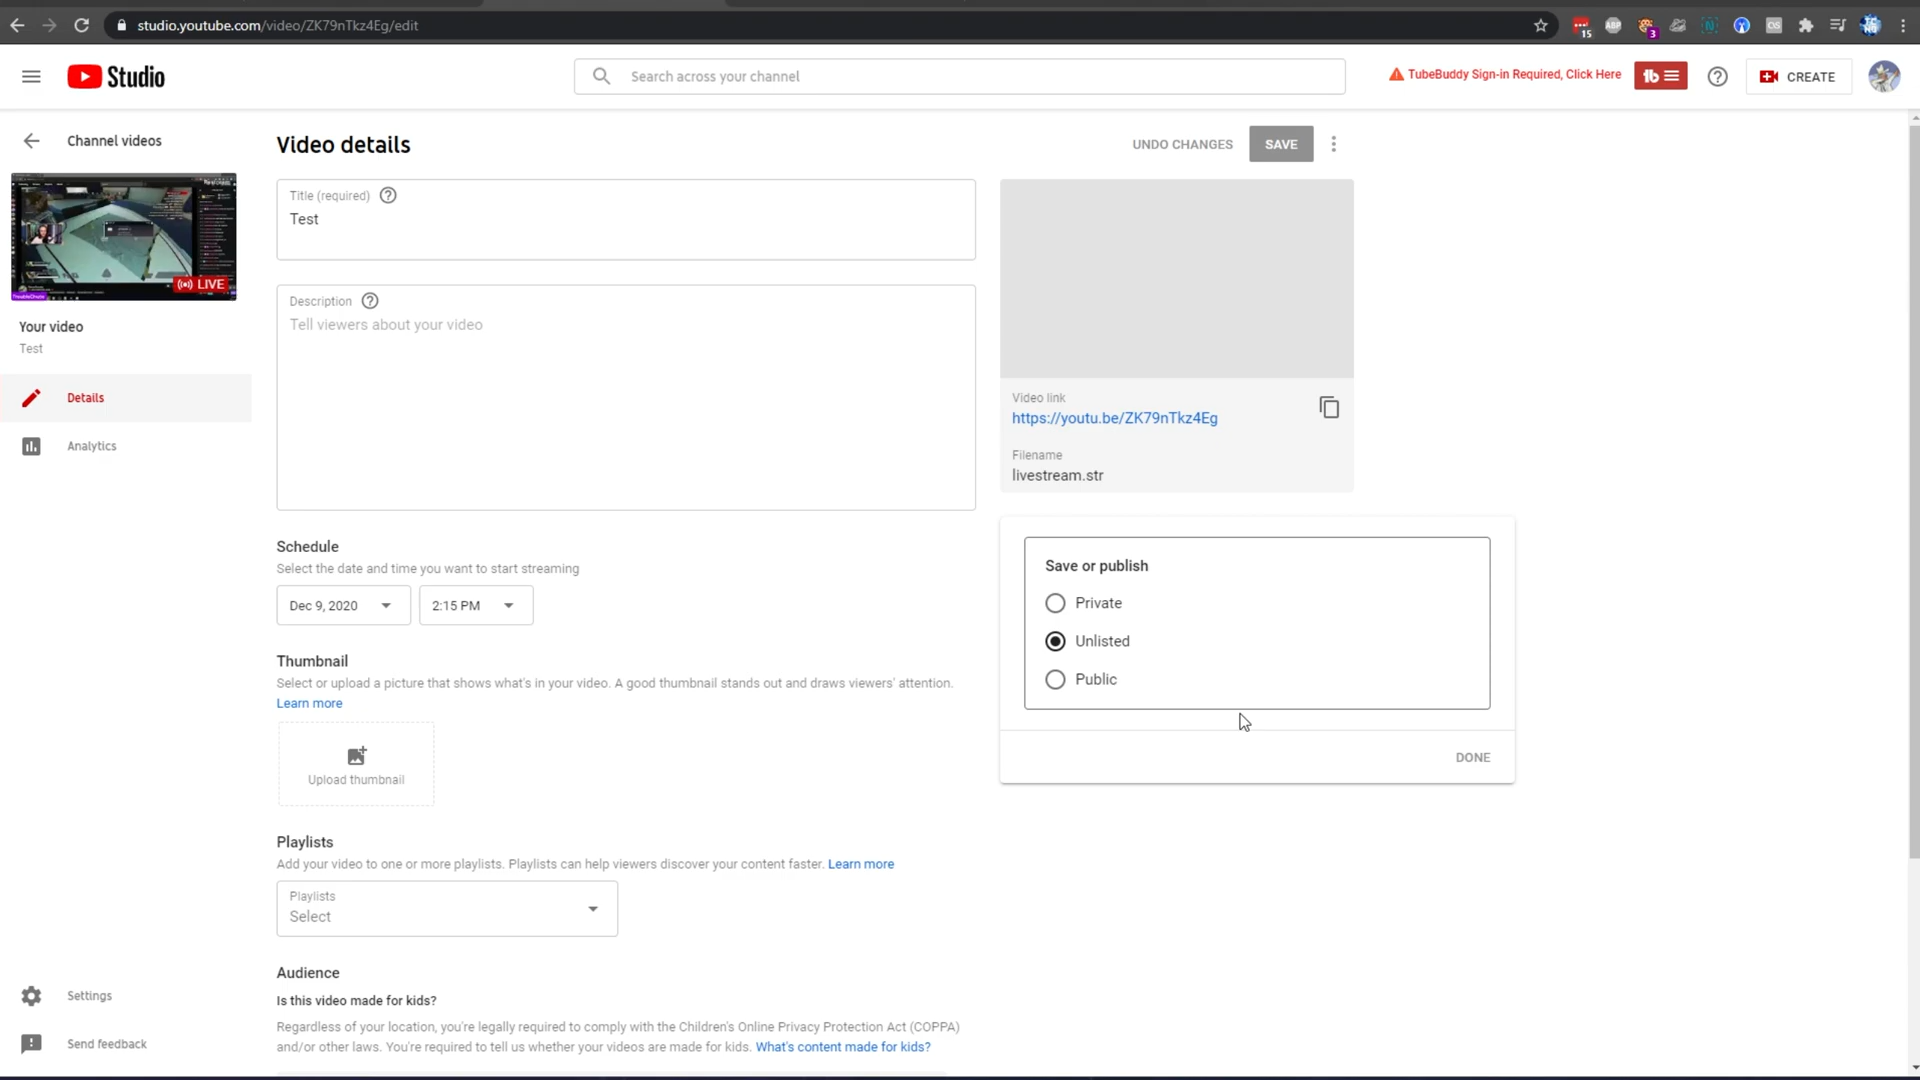 studio.youtube.com/video/ZK79nTkz4Eg/edit
15
ABP
3
Studio
Search across your channel
TubeBuddy Sign-in Required, Click Here
CREATE
Channel videos
LIVE
Your video
Test
Details
Analytics
Settings
Send feedback
Video details
UNDO CHANGES
SAVE
Title (required)
Test
Description
Tell viewers about your video
Schedule
Select the date and time you want to start streaming
Dec 9, 2020
2:15 PM
Thumbnail
Select or upload a picture that shows what's in your video. A good thumbnail stands out and draws viewers' attention.
Learn more
Upload thumbnail
Playlists
Add your video to one or more playlists. Playlists can help viewers discover your content faster. Learn more
Playlists
Select
Audience
Is this video made for kids?
Regardless of your location, you're legally required to comply with the Children's Online Privacy Protection Act (COPPA)
and/or other laws. You're required to tell us whether your videos are made for kids. What's content made for kids?
Video link
https://youtu.be/ZK79nTkz4Eg
Filename
livestream.str
Save or publish
Private
Unlisted
Public
DONE